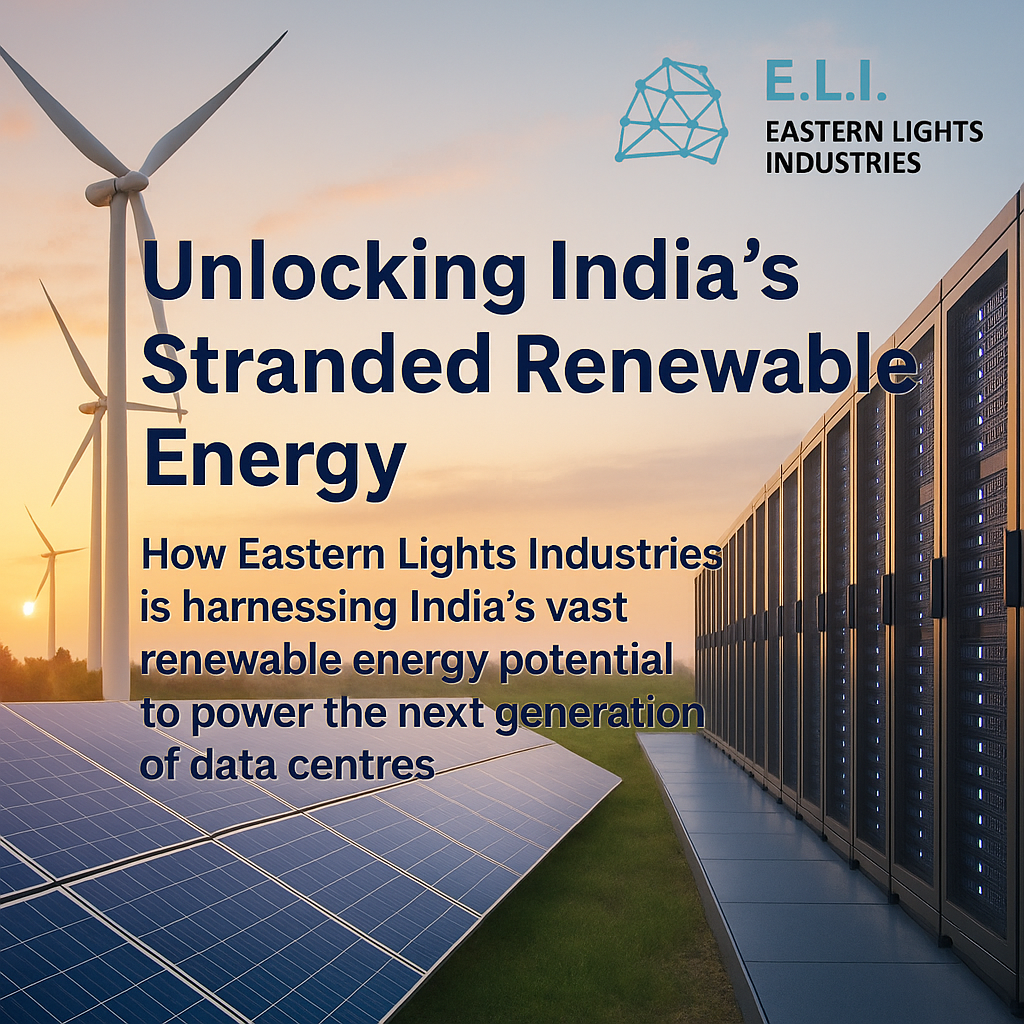 E.L.I.
EASTERN LIGHTS
INDUSTRIES
Unlocking India’s
Stranded Renewable
Energy
How Eastern Lights Industries
is harnessing India’s vast
renewable energy potential
to power the next generation
of data centres